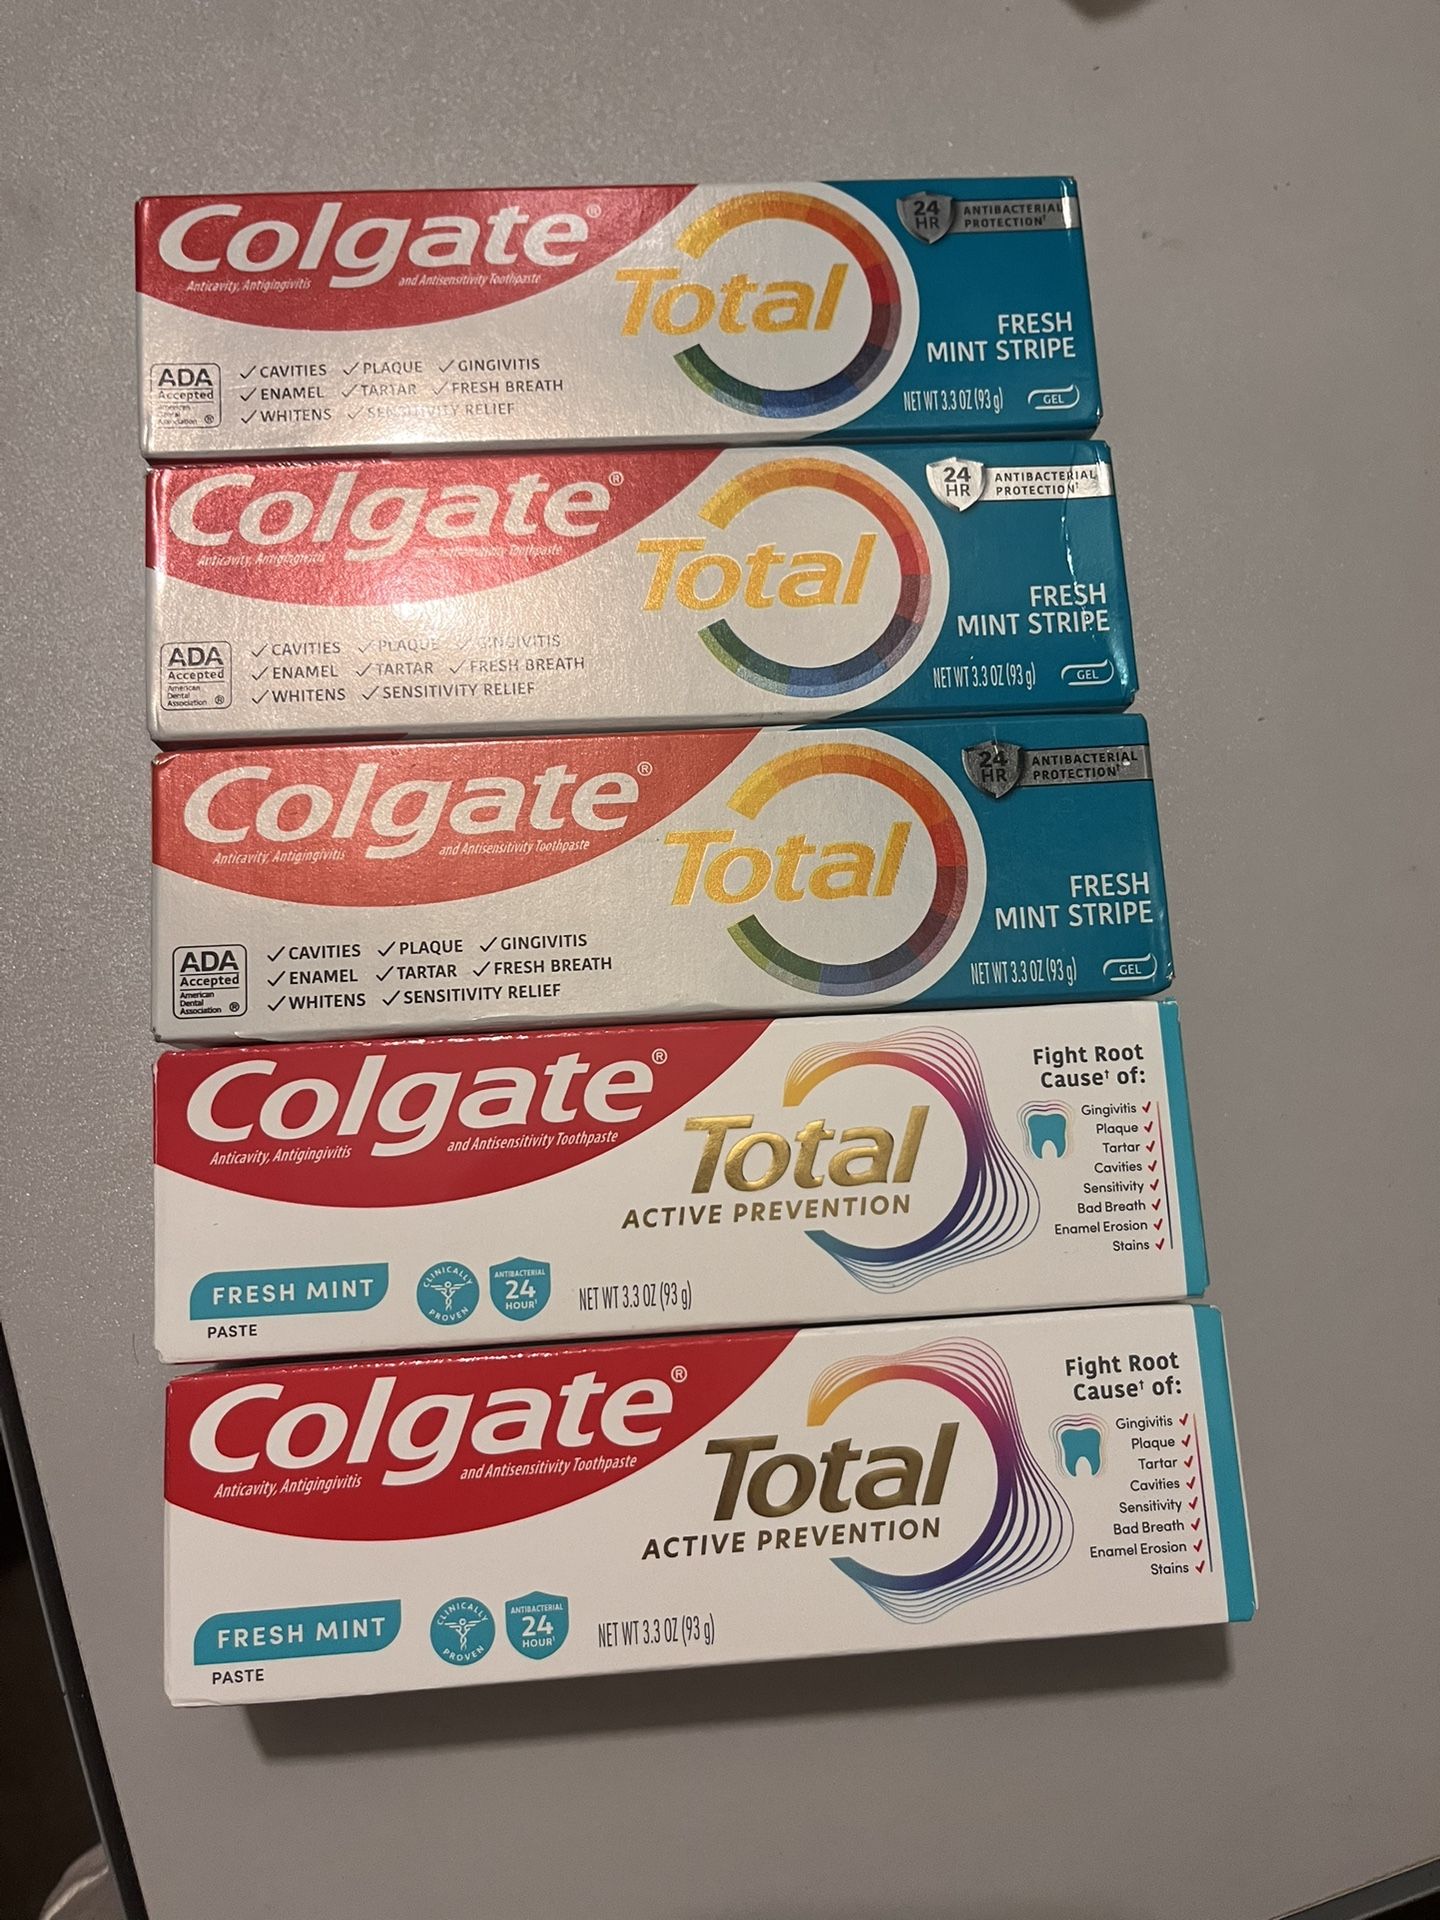 Colgate®
Anticavity, Antigingivitis and Antisensitivity Toothpaste
Total
24 HR ANTIBACTERIAL PROTECTION†
FRESH
MINT STRIPE
ADA
Accepted
American
Dental
Association ®
✓ CAVITIES ✓ PLAQUE ✓ GINGIVITIS
✓ ENAMEL ✓ TARTAR ✓ FRESH BREATH
✓ WHITENS ✓ SENSITIVITY RELIEF
NET WT 3.3 OZ (93 g) GEL
Colgate®
Anticavity, Antigingivitis and Antisensitivity Toothpaste
Total
24 HR ANTIBACTERIAL PROTECTION†
FRESH
MINT STRIPE
ADA
Accepted
American
Dental
Association ®
✓ CAVITIES ✓ PLAQUE ✓ GINGIVITIS
✓ ENAMEL ✓ TARTAR ✓ FRESH BREATH
✓ WHITENS ✓ SENSITIVITY RELIEF
NET WT 3.3 OZ (93 g) GEL
Colgate®
Anticavity, Antigingivitis and Antisensitivity Toothpaste
Total
24 HR ANTIBACTERIAL PROTECTION†
FRESH
MINT STRIPE
ADA
Accepted
American
Dental
Association ®
✓ CAVITIES ✓ PLAQUE ✓ GINGIVITIS
✓ ENAMEL ✓ TARTAR ✓ FRESH BREATH
✓ WHITENS ✓ SENSITIVITY RELIEF
NET WT 3.3 OZ (93 g) GEL
Colgate®
Anticavity, Antigingivitis and Antisensitivity Toothpaste
Total
ACTIVE PREVENTION
Fight Root
Cause† of:
Gingivitis ✓
Plaque ✓
Tartar ✓
Cavities ✓
Sensitivity ✓
Bad Breath ✓
Enamel Erosion ✓
Stains ✓
FRESH MINT
PASTE
CLINICALLY PROVEN
ANTIBACTERIAL
24
HOUR†
NET WT 3.3 OZ (93 g)
Colgate®
Anticavity, Antigingivitis and Antisensitivity Toothpaste
Total
ACTIVE PREVENTION
Fight Root
Cause† of:
Gingivitis ✓
Plaque ✓
Tartar ✓
Cavities ✓
Sensitivity ✓
Bad Breath ✓
Enamel Erosion ✓
Stains ✓
FRESH MINT
PASTE
CLINICALLY PROVEN
ANTIBACTERIAL
24
HOUR†
NET WT 3.3 OZ (93 g)